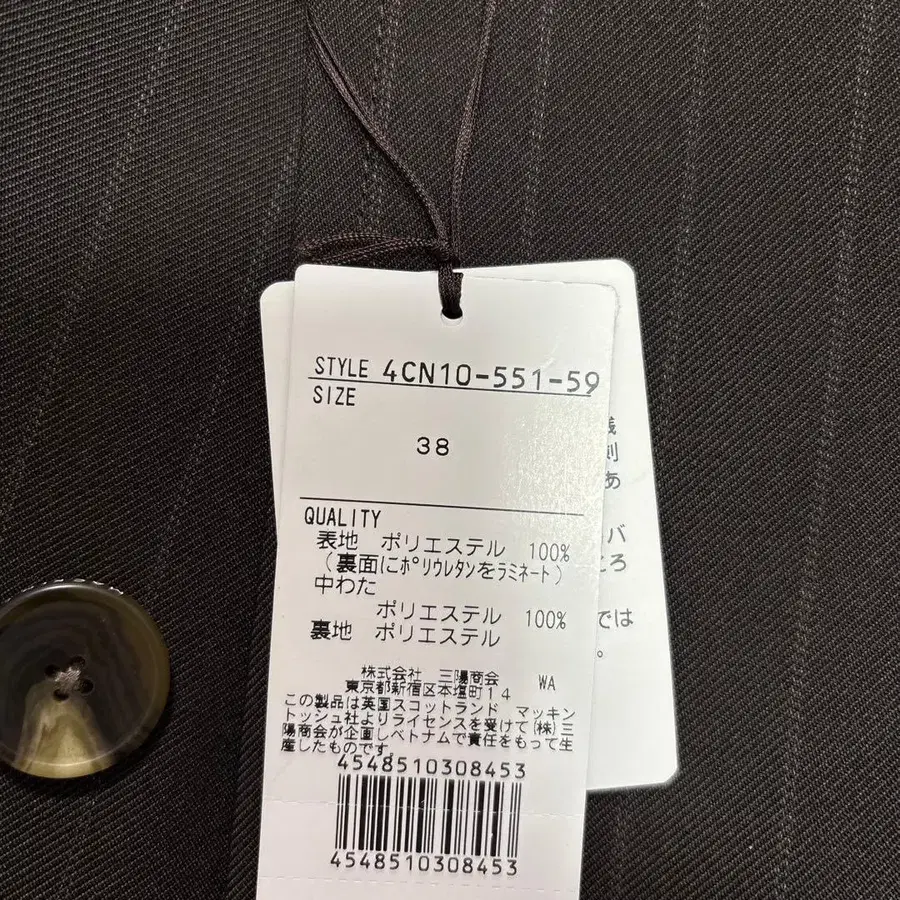 STYLE 4CN10-551-59
SIZE
38
QUALITY
表地 ポリエステル 100%
(裏面にポリウレタンをラミネート)
中わた
ポリエステル 100%
裏地 ポリエステル
株式会社 三陽商会
東京都新宿区本塩町14 WA
この製品は英国スコットランド マッキン
トッシュ社よりライセンスを受けて(株)三
陽商会が企画しベトナムで責任をもって生
産したものです。
4548510308453
4548510308453
則
あ
バ
ころ
では
。